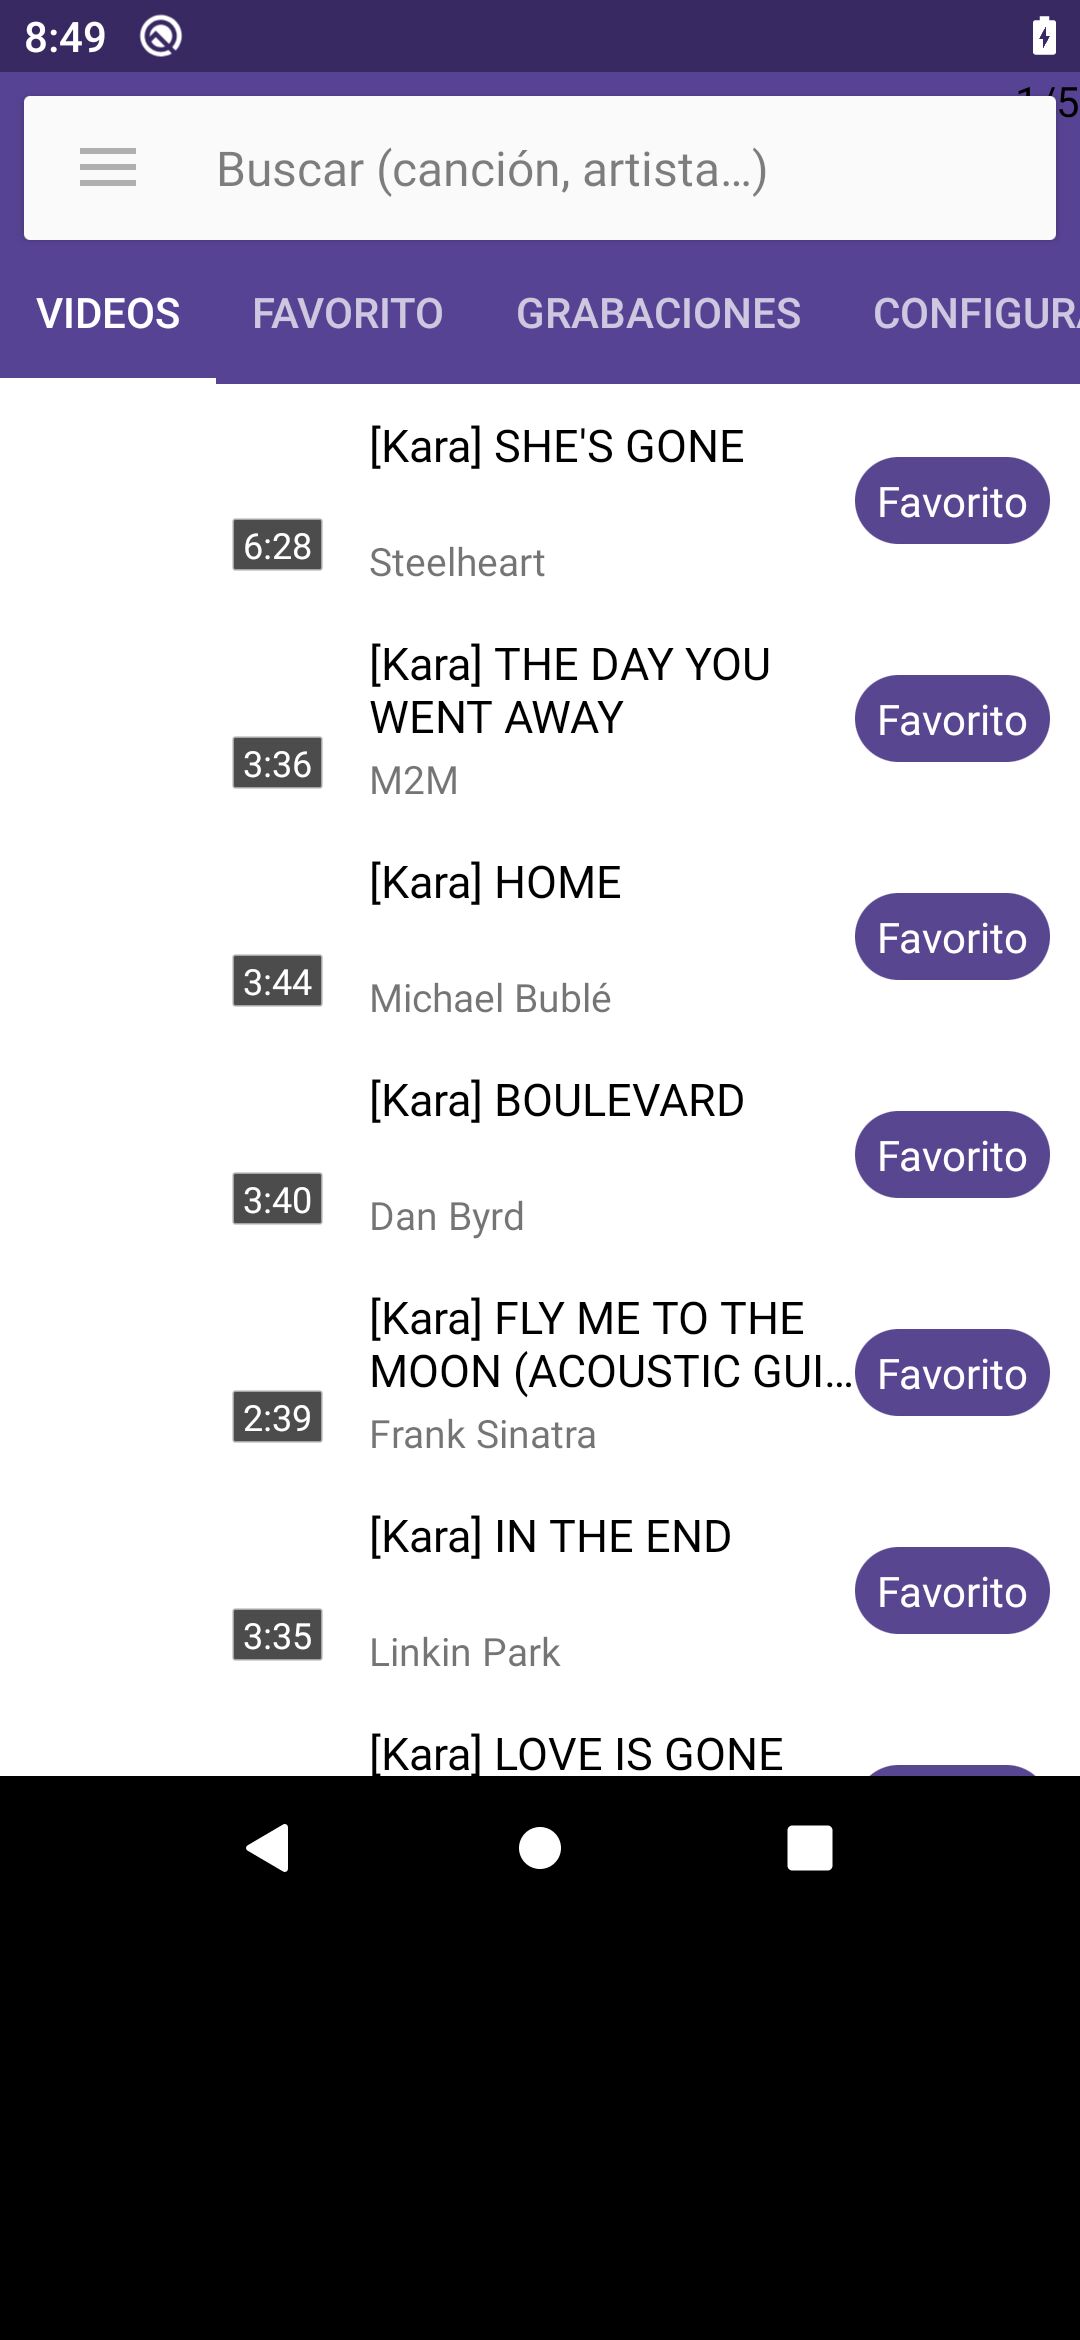 8:49
1/5
Buscar (canción, artista...)
VIDEOS FAVORITO GRABACIONES CONFIGURA
[Kara] SHE'S GONE
Favorito
6:28
Steelheart
[Kara] THE DAY YOU
WENT AWAY
Favorito
3:36
M2M
[Kara] HOME
Favorito
3:44
Michael Bublé
[Kara] BOULEVARD
Favorito
3:40
Dan Byrd
[Kara] FLY ME TO THE
MOON (ACOUSTIC GUI...
Favorito
2:39
Frank Sinatra
[Kara] IN THE END
Favorito
3:35
Linkin Park
[Kara] LOVE IS GONE